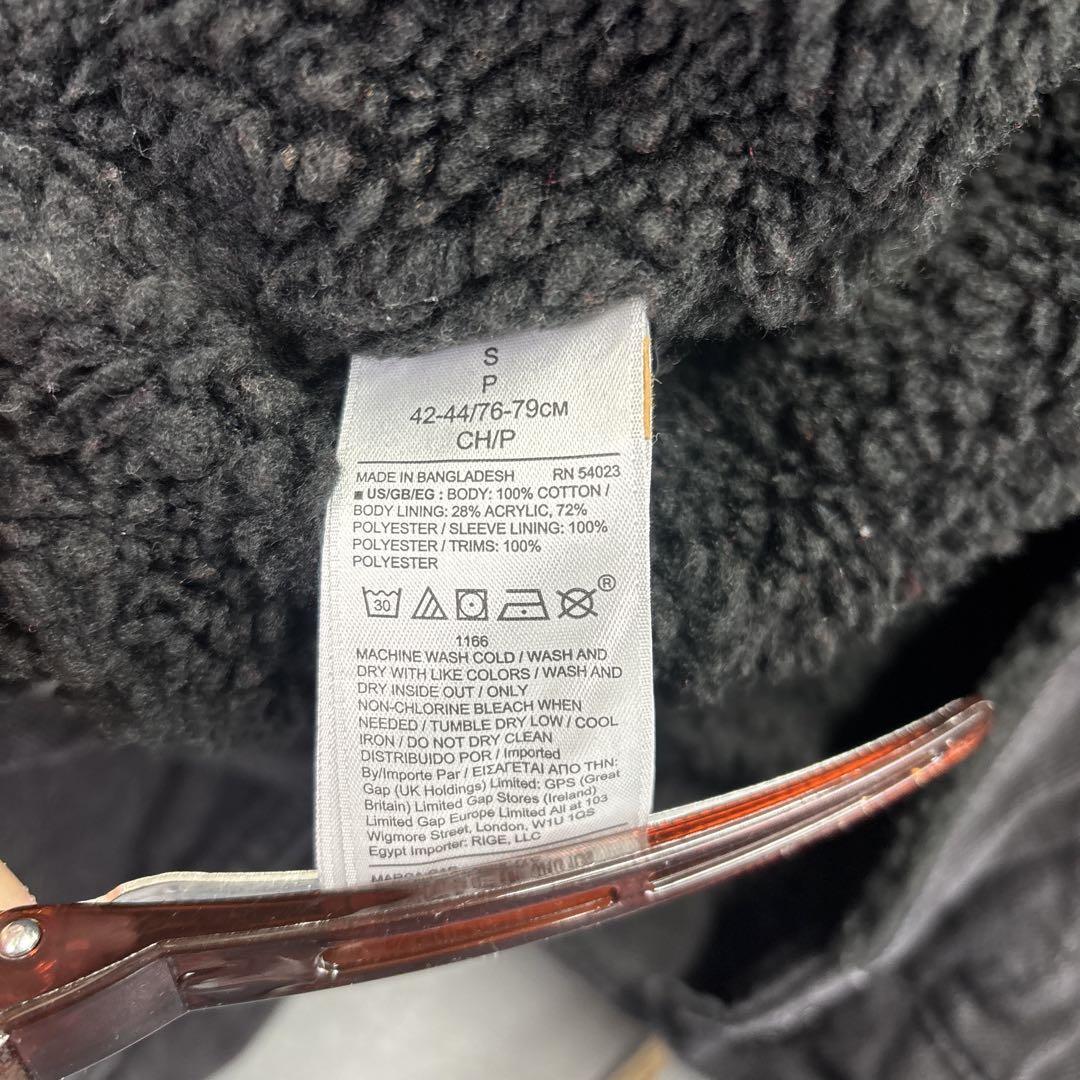 S
P
42-44/76-79CM
CH/P
MADE IN BANGLADESH RN 54023
■ US/GB/EG : BODY: 100% COTTON /
BODY LINING: 28% ACRYLIC, 72%
POLYESTER / SLEEVE LINING: 100%
POLYESTER / TRIMS: 100%
POLYESTER
30 ®
1166
MACHINE WASH COLD / WASH AND
DRY WITH LIKE COLORS / WASH AND
DRY INSIDE OUT / ONLY
NON-CHLORINE BLEACH WHEN
NEEDED / TUMBLE DRY LOW / COOL
IRON / DO NOT DRY CLEAN
DISTRIBUIDO POR / Imported
By/Importe Par / ΕΙΣΑΓΕΤΑΙ ΑΠΟ ΤΗΝ:
Gap (UK Holdings) Limited: GPS (Great
Britain) Limited Gap Stores (Ireland)
Limited Gap Europe Limited All at 103
Wigmore Street, London, W1U 1QS
Egypt Importer: RIGE, LLC